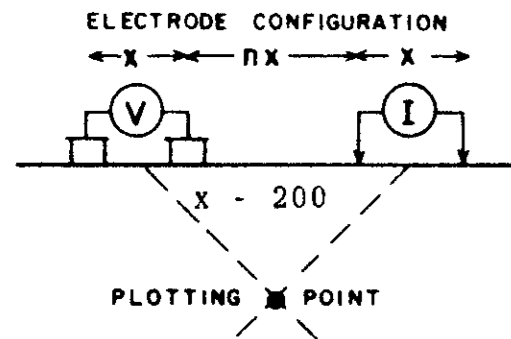 ELECTRODE CONFIGURATION
x nx x
V I
x - 200
PLOTTING POINT